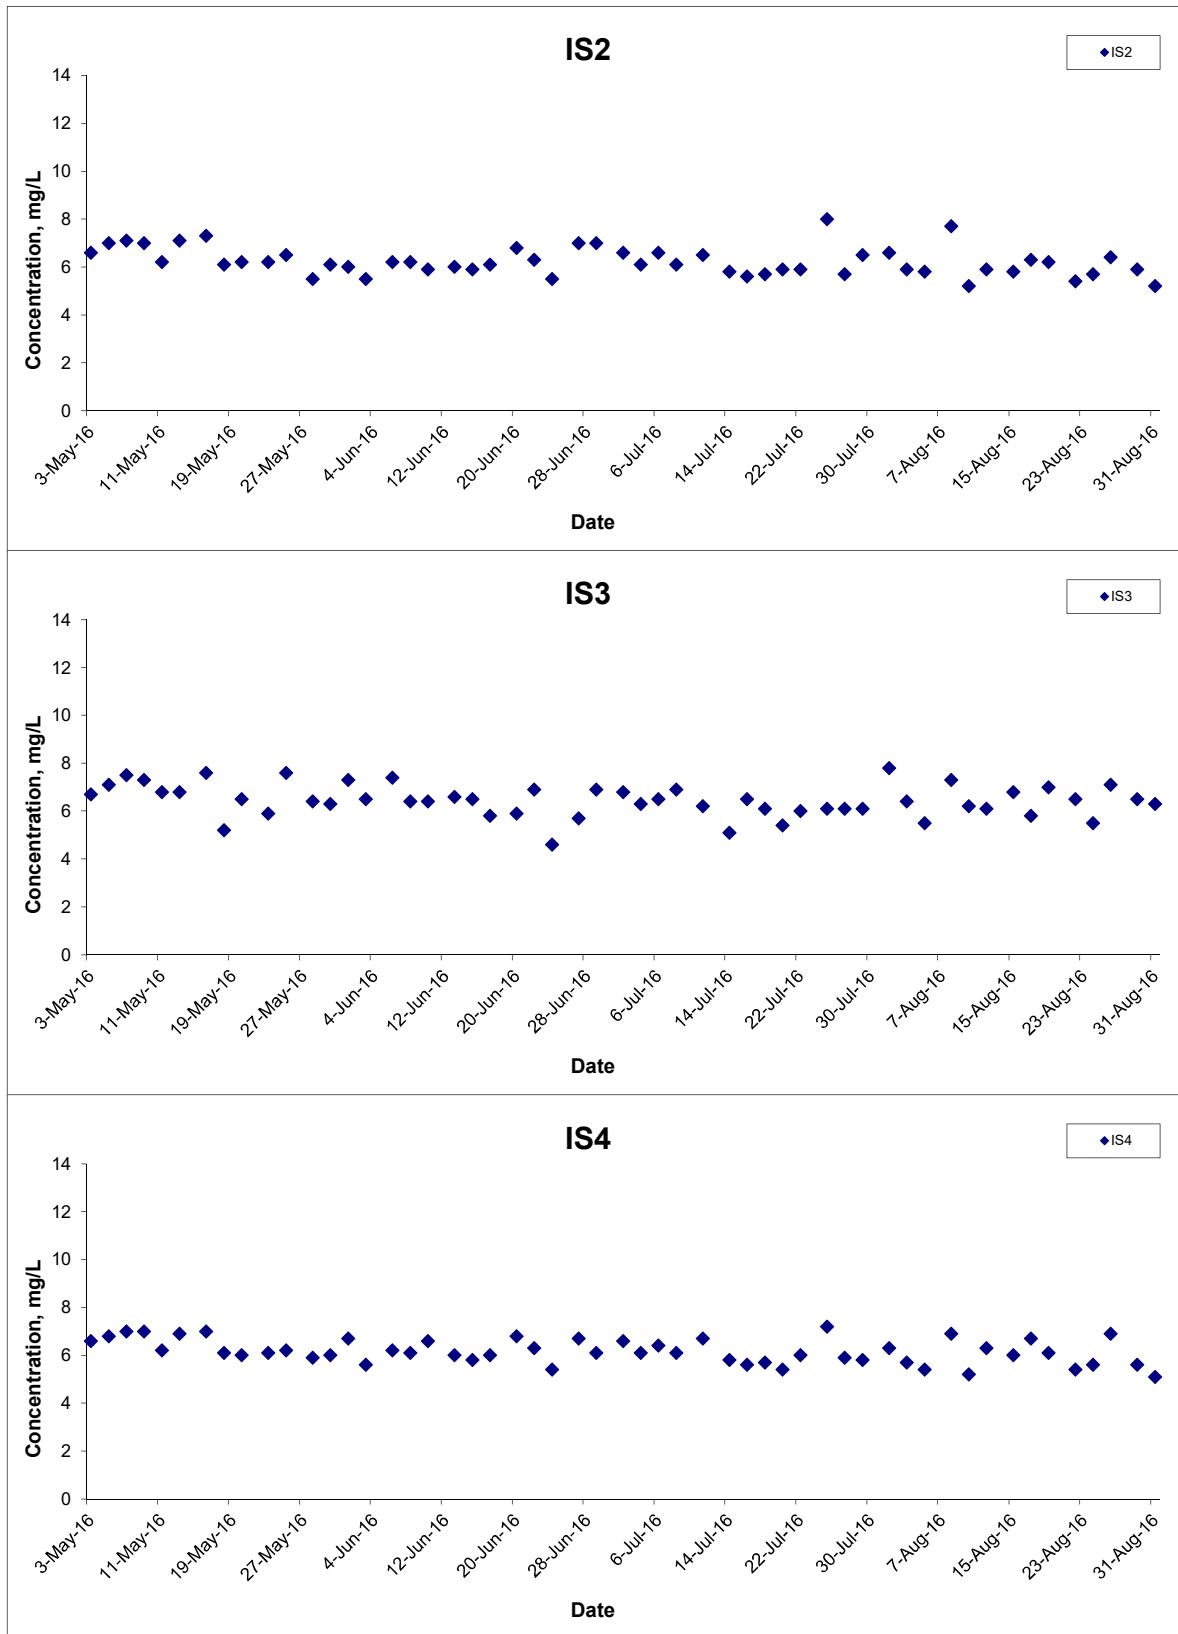 IS2
IS2
Concentration, mg/L
14
12
10
8
6
4
2
0
3-May-16
11-May-16
19-May-16
27-May-16
4-Jun-16
12-Jun-16
20-Jun-16
28-Jun-16
6-Jul-16
14-Jul-16
22-Jul-16
30-Jul-16
7-Aug-16
15-Aug-16
23-Aug-16
31-Aug-16
Date
IS3
IS3
Concentration, mg/L
14
12
10
8
6
4
2
0
3-May-16
11-May-16
19-May-16
27-May-16
4-Jun-16
12-Jun-16
20-Jun-16
28-Jun-16
6-Jul-16
14-Jul-16
22-Jul-16
30-Jul-16
7-Aug-16
15-Aug-16
23-Aug-16
31-Aug-16
Date
IS4
IS4
Concentration, mg/L
14
12
10
8
6
4
2
0
3-May-16
11-May-16
19-May-16
27-May-16
4-Jun-16
12-Jun-16
20-Jun-16
28-Jun-16
6-Jul-16
14-Jul-16
22-Jul-16
30-Jul-16
7-Aug-16
15-Aug-16
23-Aug-16
31-Aug-16
Date